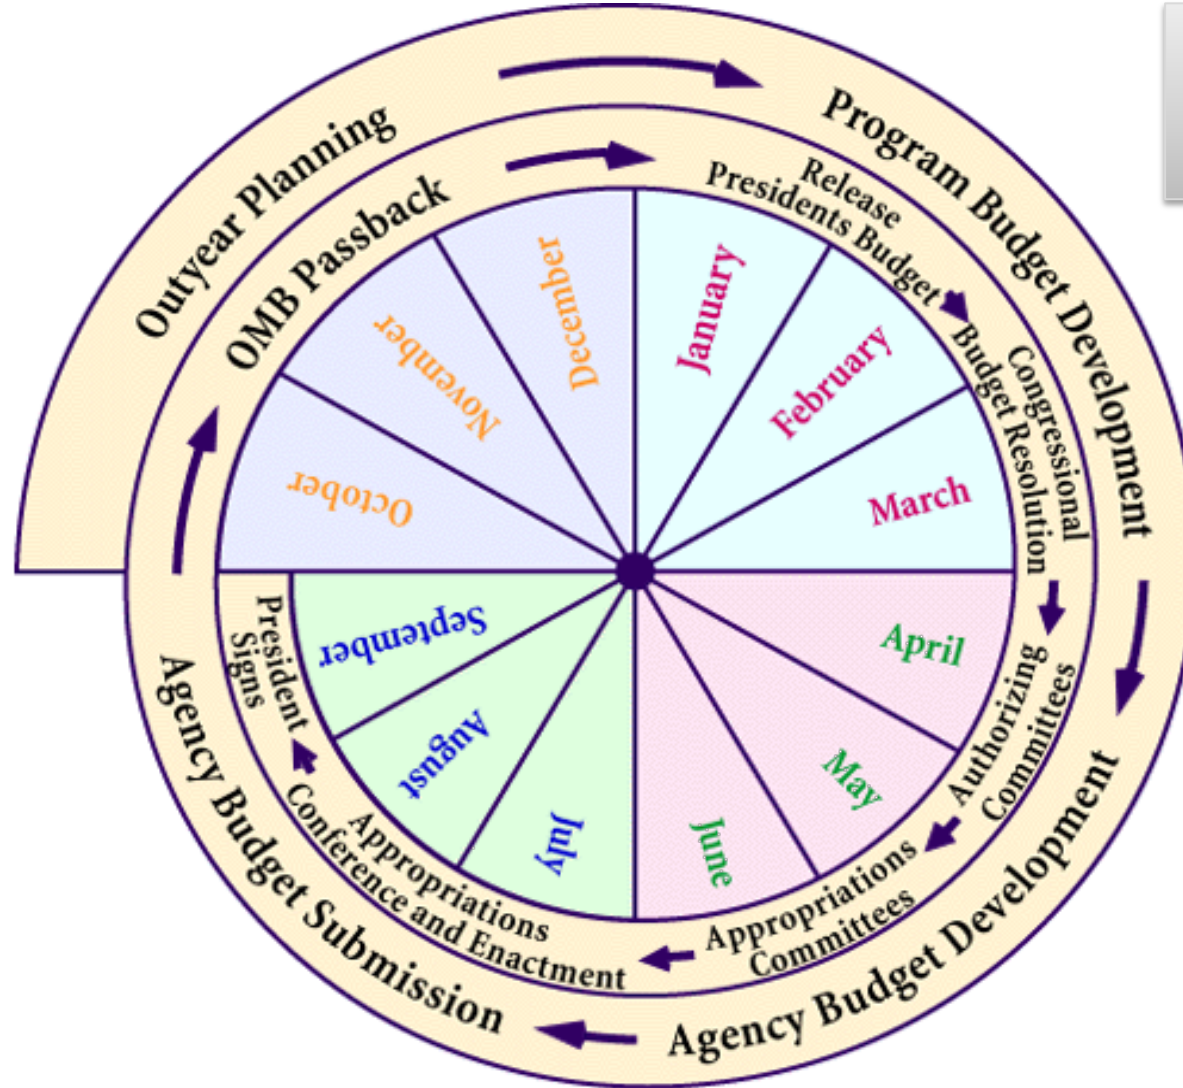 Outyear Planning
Program Budget Development
Agency Budget Development
Agency Budget Submission
OMB Passback
Release
Presidents Budget
Congressional
Budget Resolution
Authorizing
Committees
Appropriations
Committees
Appropriations
Conference and Enactment
President
Signs
January
February
March
April
May
June
July
August
September
October
November
December